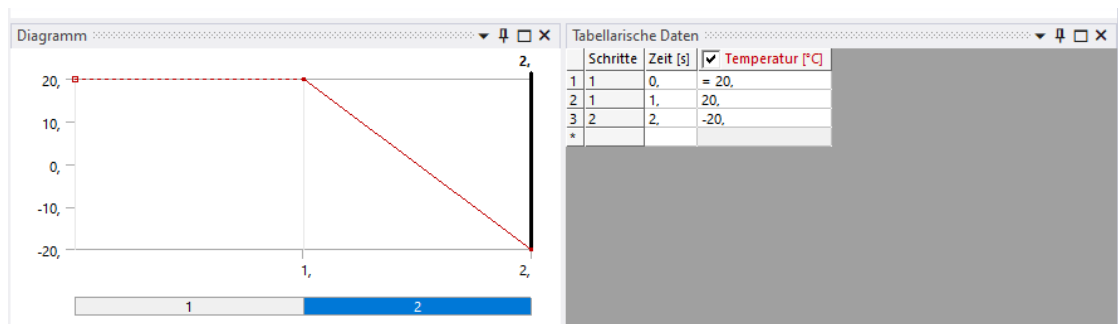 Diagramm
2,
20,
10,
0,
-10,
-20,
1,
2,
1
2
Tabellarische Daten
Schritte Zeit [s] Temperatur [°C]
1 1 0, = 20,
2 1 1, 20,
3 2 2, -20,
*